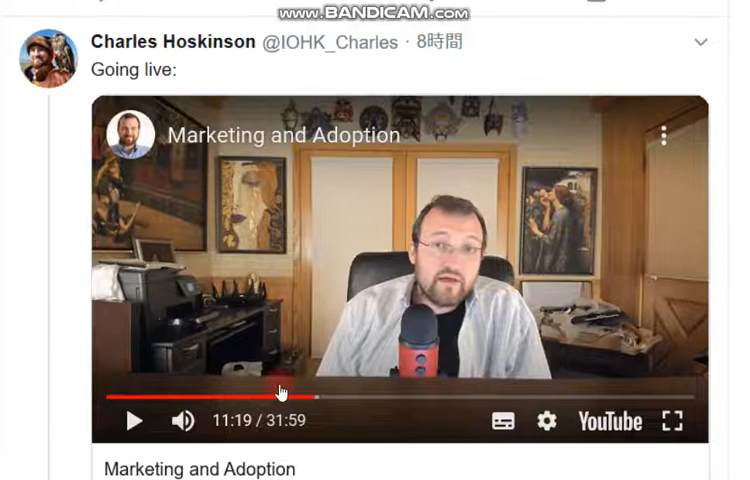 www.BANDICAM.com
Charles Hoskinson @IOHK_Charles · 8時間
Going live:
Marketing and Adoption
11:19 / 31:59
YouTube
Marketing and Adoption